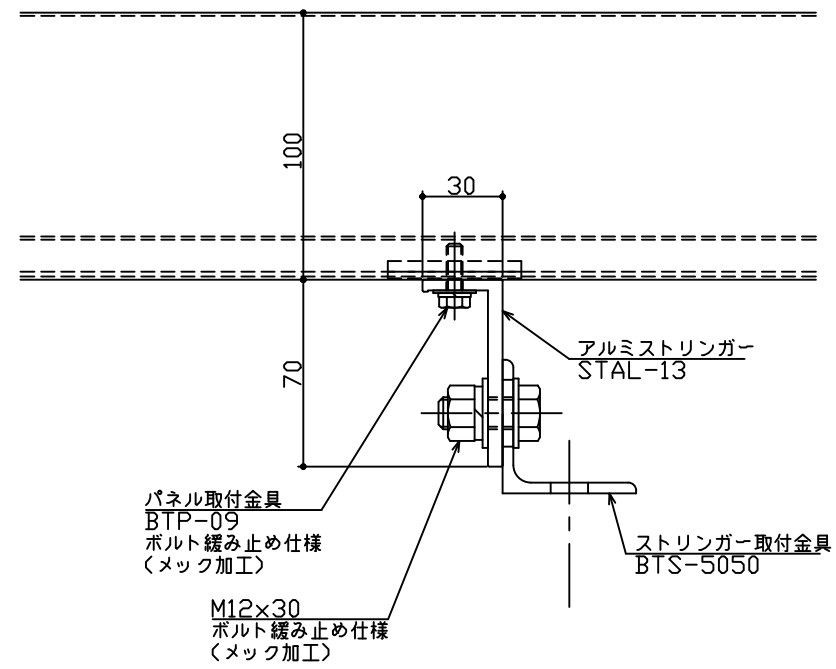 100
30
70
アルミストリンガー
STAL-13
パネル取付金具
BTP-09
ボルト緩み止め仕様
(メック加工)
ストリンガー取付金具
BTS-5050
M12x30
ボルト緩み止め仕様
(メック加工)